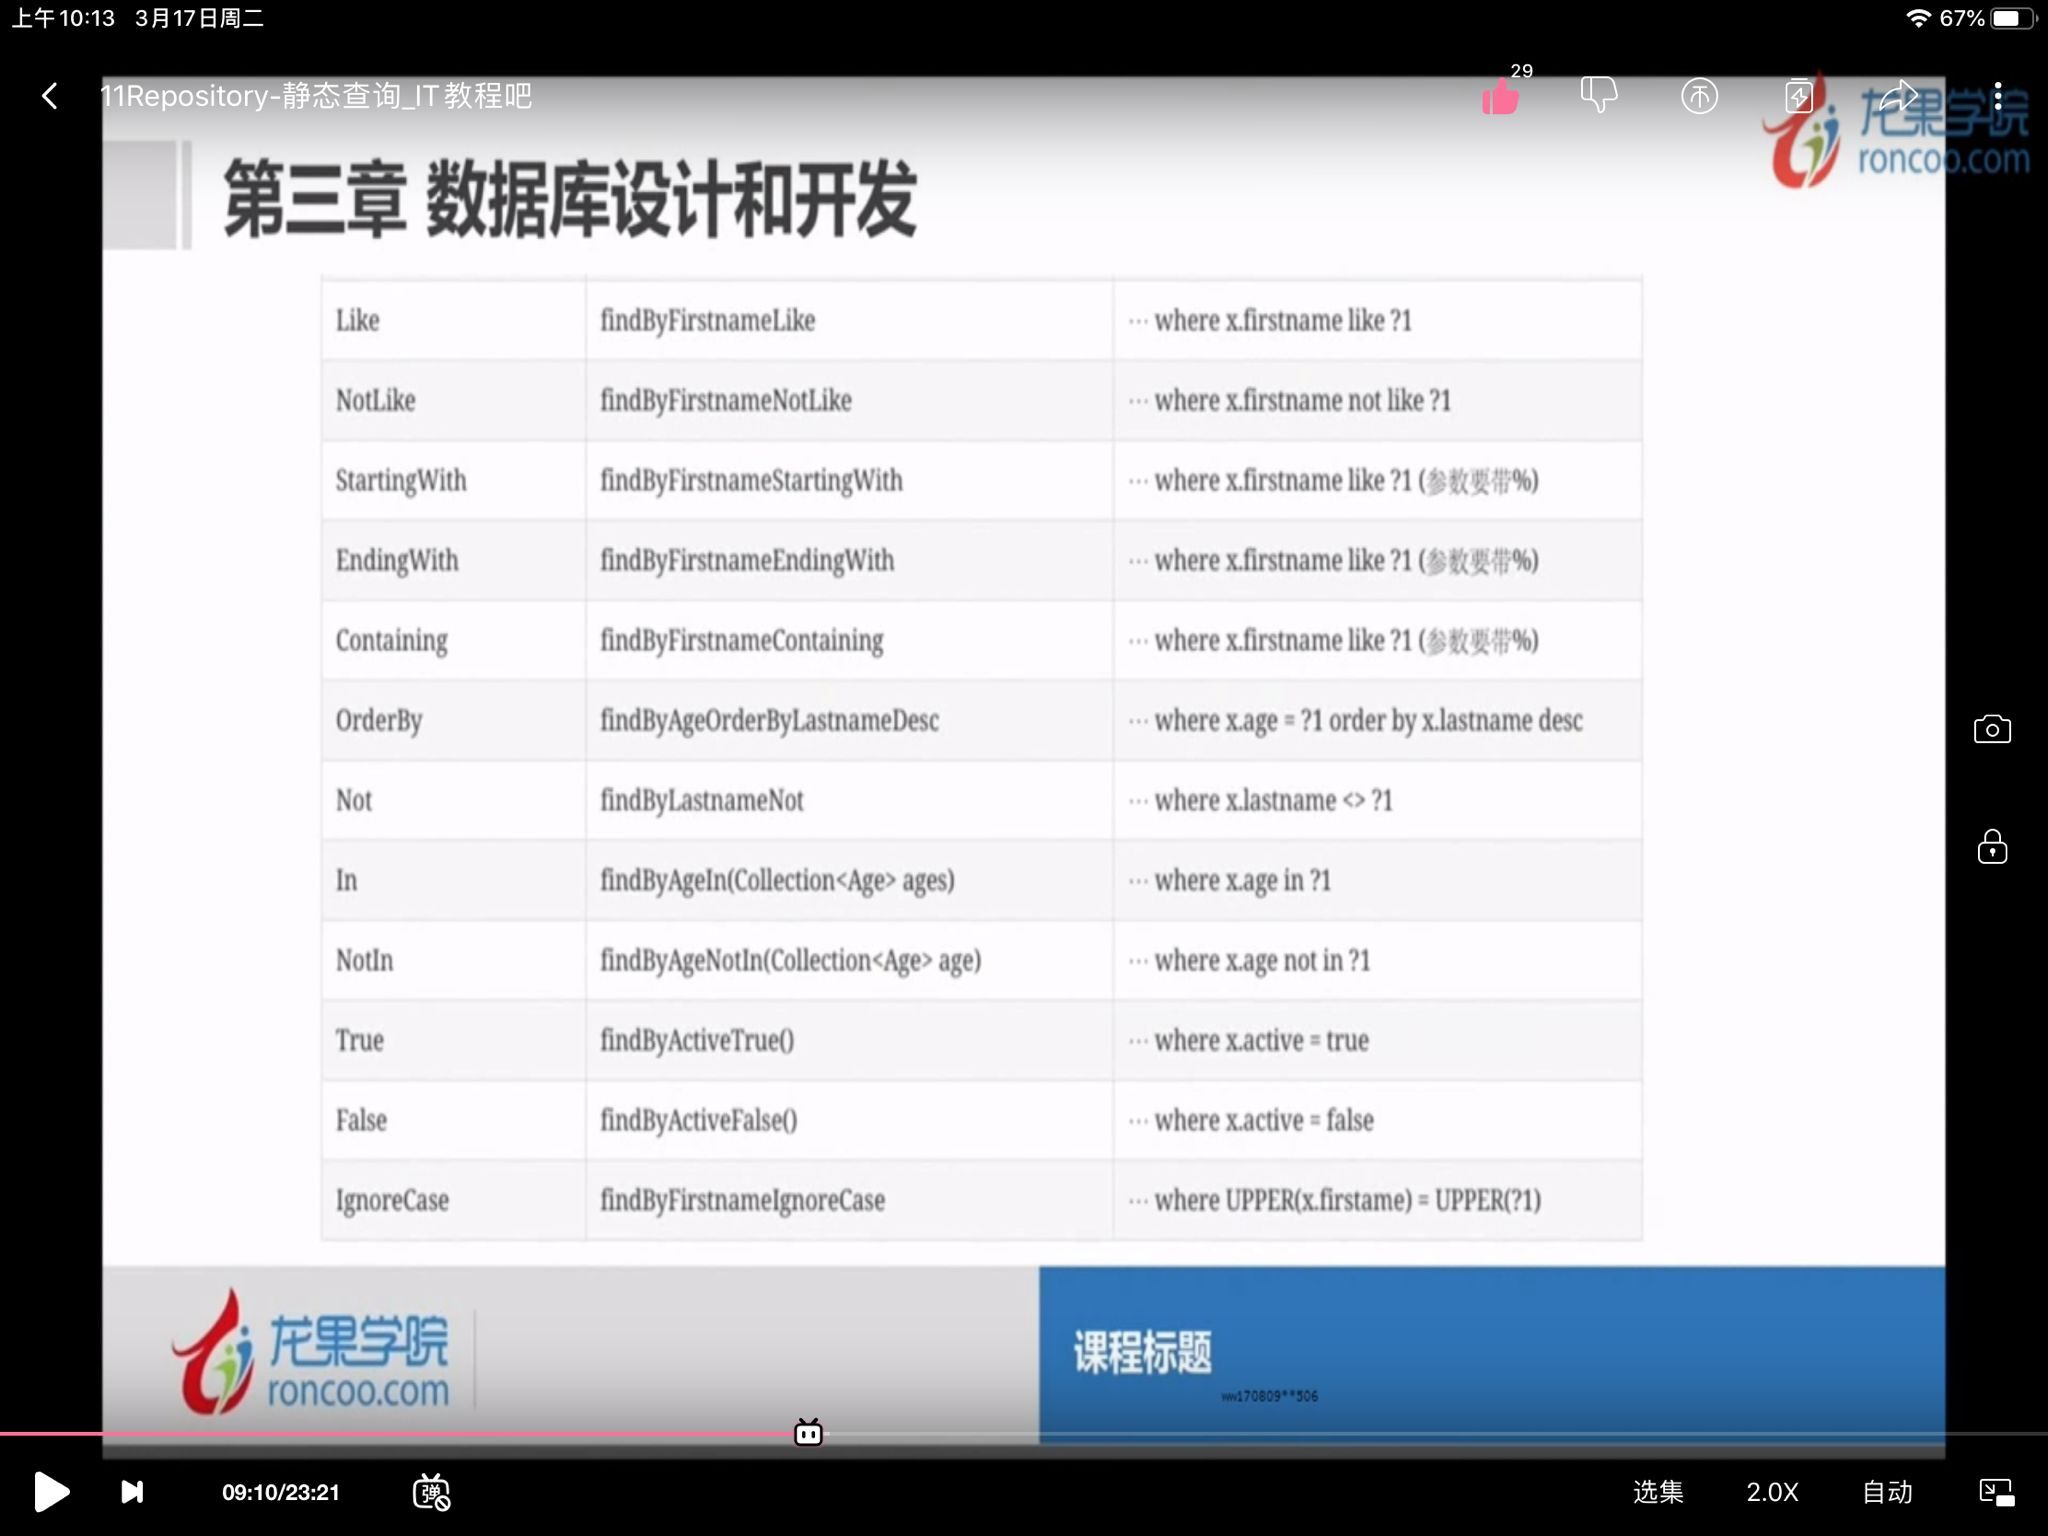 上午10:13 3月17日周二
67%
11Repository-静态查询_IT教程吧
29
龙果学院
roncoo.com
第三章 数据库设计和开发
Like findByFirstnameLike ··· where x.firstname like ?1
NotLike findByFirstnameNotLike ··· where x.firstname not like ?1
StartingWith findByFirstnameStartingWith ··· where x.firstname like ?1 (参数要带%)
EndingWith findByFirstnameEndingWith ··· where x.firstname like ?1 (参数要带%)
Containing findByFirstnameContaining ··· where x.firstname like ?1 (参数要带%)
OrderBy findByAgeOrderByLastnameDesc ··· where x.age = ?1 order by x.lastname desc
Not findByLastnameNot ··· where x.lastname <> ?1
In findByAgeIn(Collection<Age> ages) ··· where x.age in ?1
NotIn findByAgeNotIn(Collection<Age> age) ··· where x.age not in ?1
True findByActiveTrue() ··· where x.active = true
False findByActiveFalse() ··· where x.active = false
IgnoreCase findByFirstnameIgnoreCase ··· where UPPER(x.firstame) = UPPER(?1)
龙果学院
roncoo.com
课程标题
ww170809**506
09:10/23:21
弹
选集
2.0X
自动